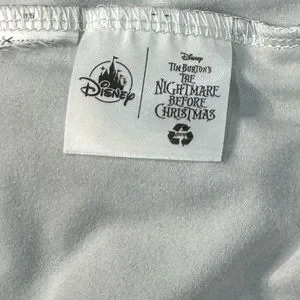 Disney
Disney
TIM BURTON'S
THE
NIGHTMARE
BEFORE
CHRISTMAS